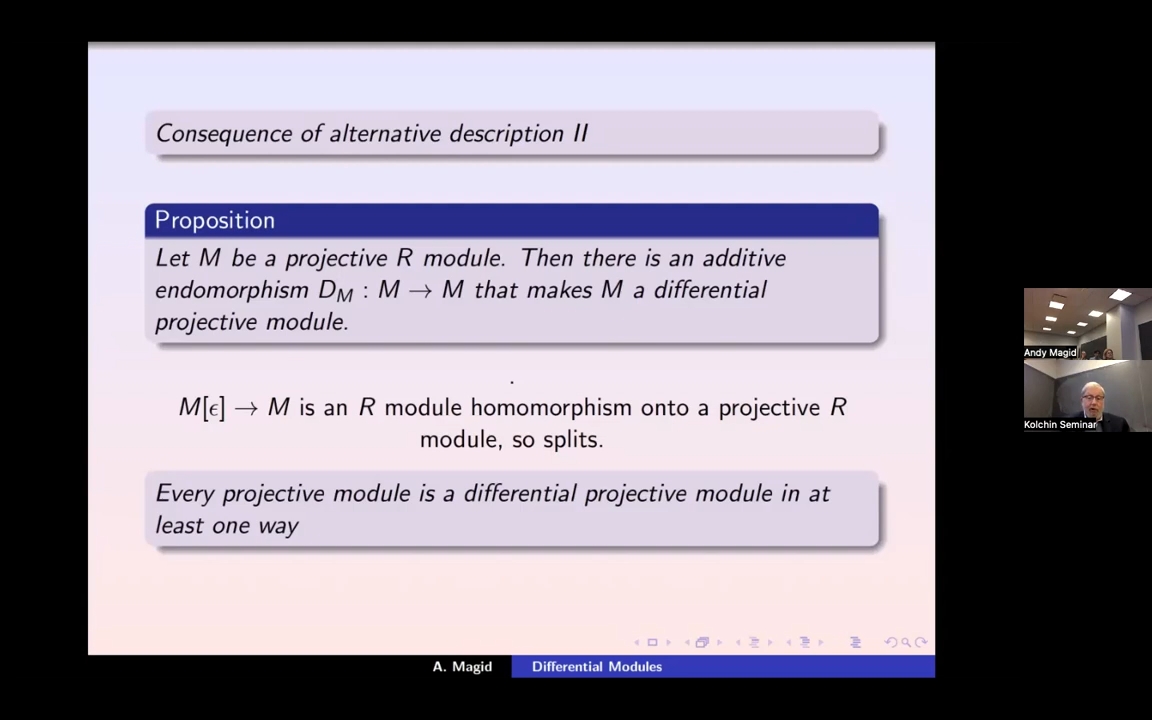 Consequence of alternative description II
Proposition
Let M be a projective R module. Then there is an additive
endomorphism D_M : M → M that makes M a differential
projective module.
.
M[ϵ] → M is an R module homomorphism onto a projective R
module, so splits.
Every projective module is a differential projective module in at
least one way
A. Magid
Differential Modules
Andy Magid
Kolchin Seminar